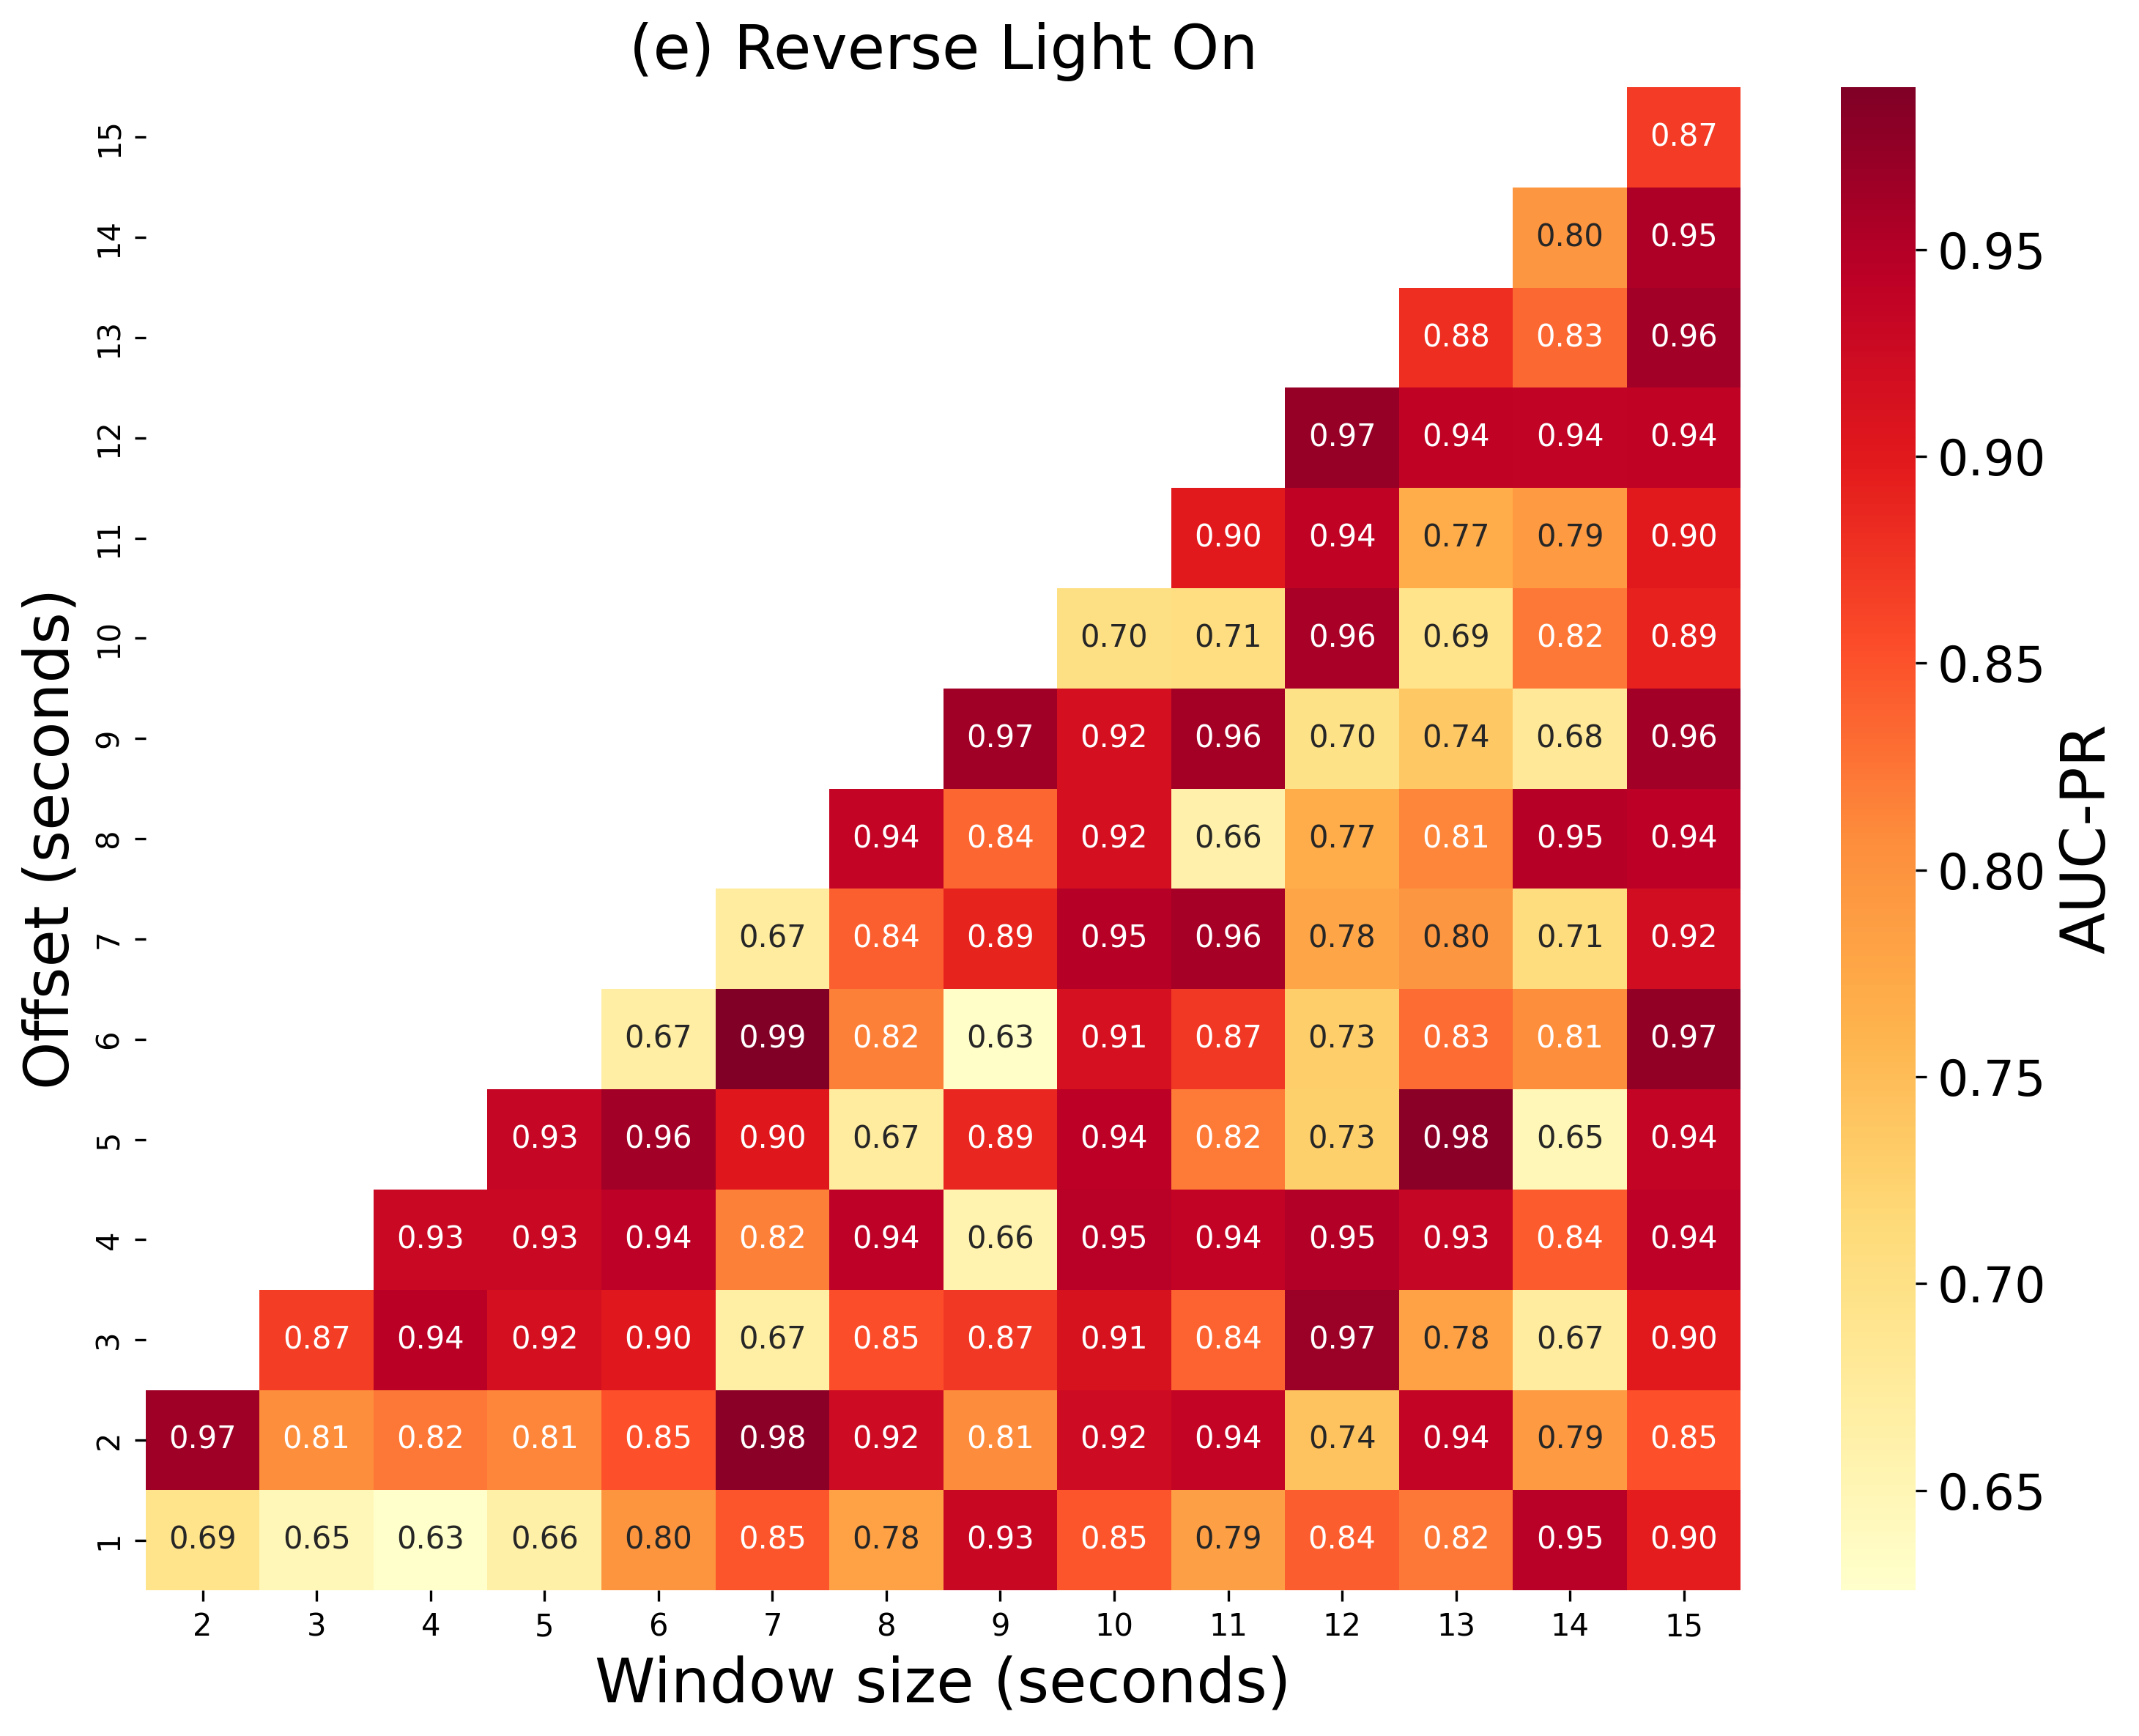 (e) Reverse Light On
15 0.87
14 0.80 0.95
13 0.88 0.83 0.96
12 0.97 0.94 0.94 0.94
11 0.90 0.94 0.77 0.79 0.90
10 0.70 0.71 0.96 0.69 0.82 0.89
9 0.97 0.92 0.96 0.70 0.74 0.68 0.96
8 0.94 0.84 0.92 0.66 0.77 0.81 0.95 0.94
7 0.67 0.84 0.89 0.95 0.96 0.78 0.80 0.71 0.92
6 0.67 0.99 0.82 0.63 0.91 0.87 0.73 0.83 0.81 0.97
5 0.93 0.96 0.90 0.67 0.89 0.94 0.82 0.73 0.98 0.65 0.94
4 0.93 0.93 0.94 0.82 0.94 0.66 0.95 0.94 0.95 0.93 0.84 0.94
3 0.87 0.94 0.92 0.90 0.67 0.85 0.87 0.91 0.84 0.97 0.78 0.67 0.90
2 0.97 0.81 0.82 0.81 0.85 0.98 0.92 0.81 0.92 0.94 0.74 0.94 0.79 0.85
1 0.69 0.65 0.63 0.66 0.80 0.85 0.78 0.93 0.85 0.79 0.84 0.82 0.95 0.90
2 3 4 5 6 7 8 9 10 11 12 13 14 15
Window size (seconds)
Offset (seconds)
0.95
0.90
0.85
0.80
0.75
0.70
0.65
AUC-PR